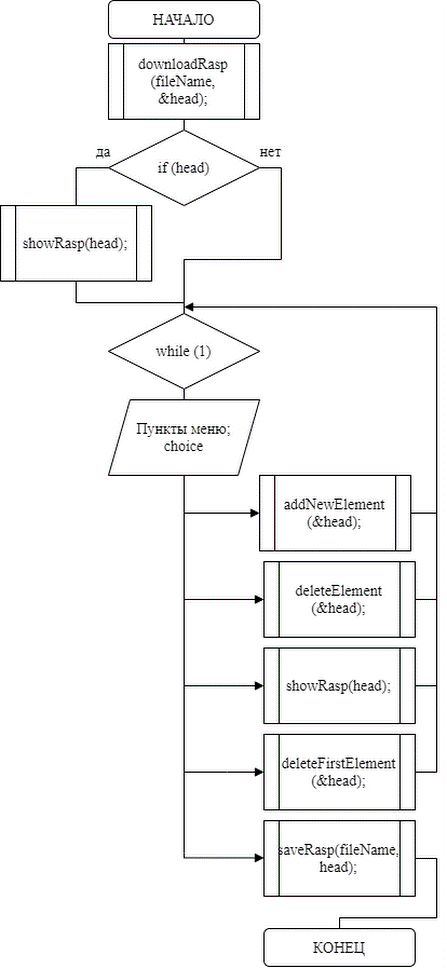 НАЧАЛО
downloadRasp
(fileName,
&head);
if (head)
да
нет
showRasp(head);
while (1)
Пункты меню;
choice
addNewElement
(&head);
deleteElement
(&head);
showRasp(head);
deleteFirstElement
(&head);
saveRasp(fileName,
head);
КОНЕЦ